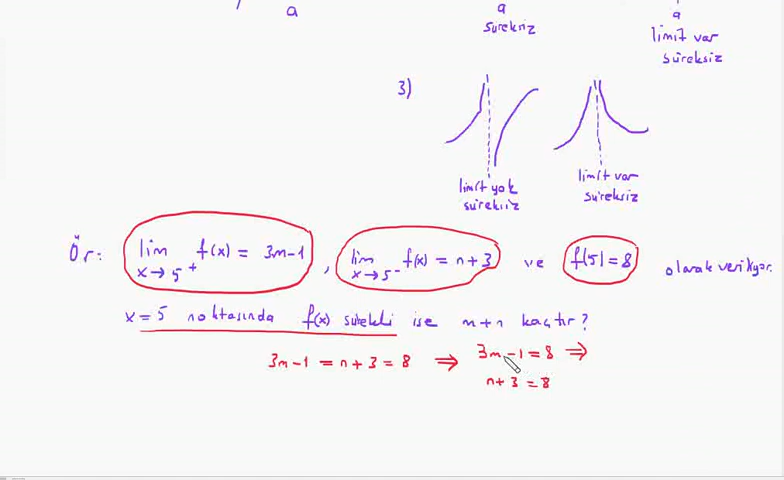 a
a
süreksiz
a
limit var
süreksiz
3)
limit yok
süreksiz
limit var
süreksiz
Ör: lim x→5⁺ f(x) = 3m-1 , lim x→5⁻ f(x) = n+3 ve f(5)=8 olarak veriliyor.
x=5 noktasında f(x) sürekli ise m+n kaçtır?
3m-1 = n+3 = 8 ⇒ 3m-1=8 ⇒
n+3=8